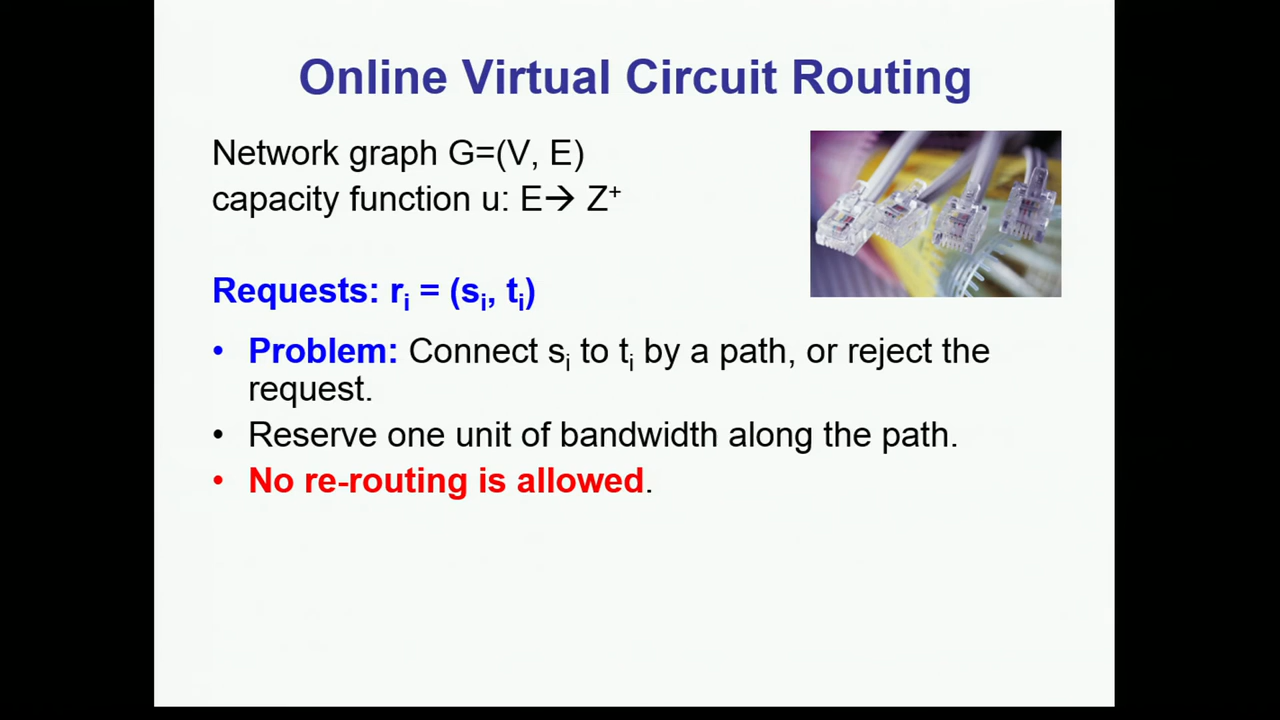 Online Virtual Circuit Routing
Network graph G=(V, E)
capacity function u: E→ Z⁺
Requests: rᵢ = (sᵢ, tᵢ)
• Problem: Connect sᵢ to tᵢ by a path, or reject the
request.
• Reserve one unit of bandwidth along the path.
• No re-routing is allowed.